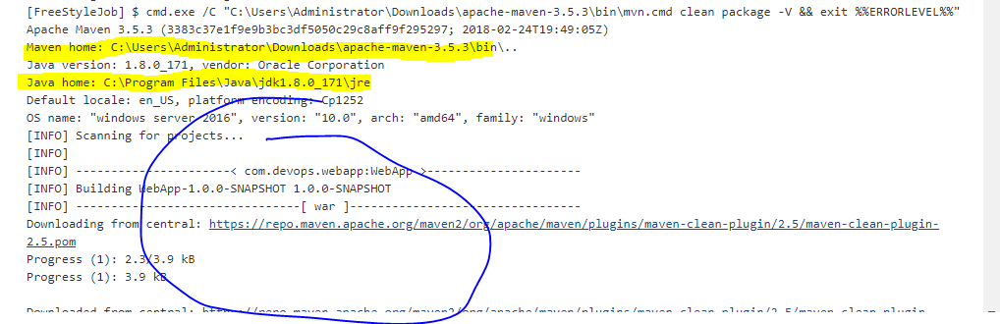 [FreeStyleJob] $ cmd.exe /C "C:\Users\Administrator\Downloads\apache-maven-3.5.3\bin\mvn.cmd clean package -V && exit %%ERRORLEVEL%%"
Apache Maven 3.5.3 (3383c37e1f9e9b3bc3df5050c29c8aff9f295297; 2018-02-24T19:49:05Z)
Maven home: C:\Users\Administrator\Downloads\apache-maven-3.5.3\bin\..
Java version: 1.8.0_171, vendor: Oracle Corporation
Java home: C:\Program Files\Java\jdk1.8.0_171\jre
Default locale: en_US, platform encoding: Cp1252
OS name: "windows server 2016", version: "10.0", arch: "amd64", family: "windows"
[INFO] Scanning for projects...
[INFO]
[INFO] ----------------------< com.devops.webapp:WebApp >----------------------
[INFO] Building WebApp-1.0.0-SNAPSHOT 1.0.0-SNAPSHOT
[INFO] --------------------------------[ war ]---------------------------------
Downloading from central: https://repo.maven.apache.org/maven2/org/apache/maven/plugins/maven-clean-plugin/2.5/maven-clean-plugin-
2.5.pom
Progress (1): 2.3/3.9 kB
Progress (1): 3.9 kB
Downloaded from central: https://repo.maven.apache.org/maven2/org/apache/maven/plugins/maven-clean-plugin/2.5/maven-clean-plugin-